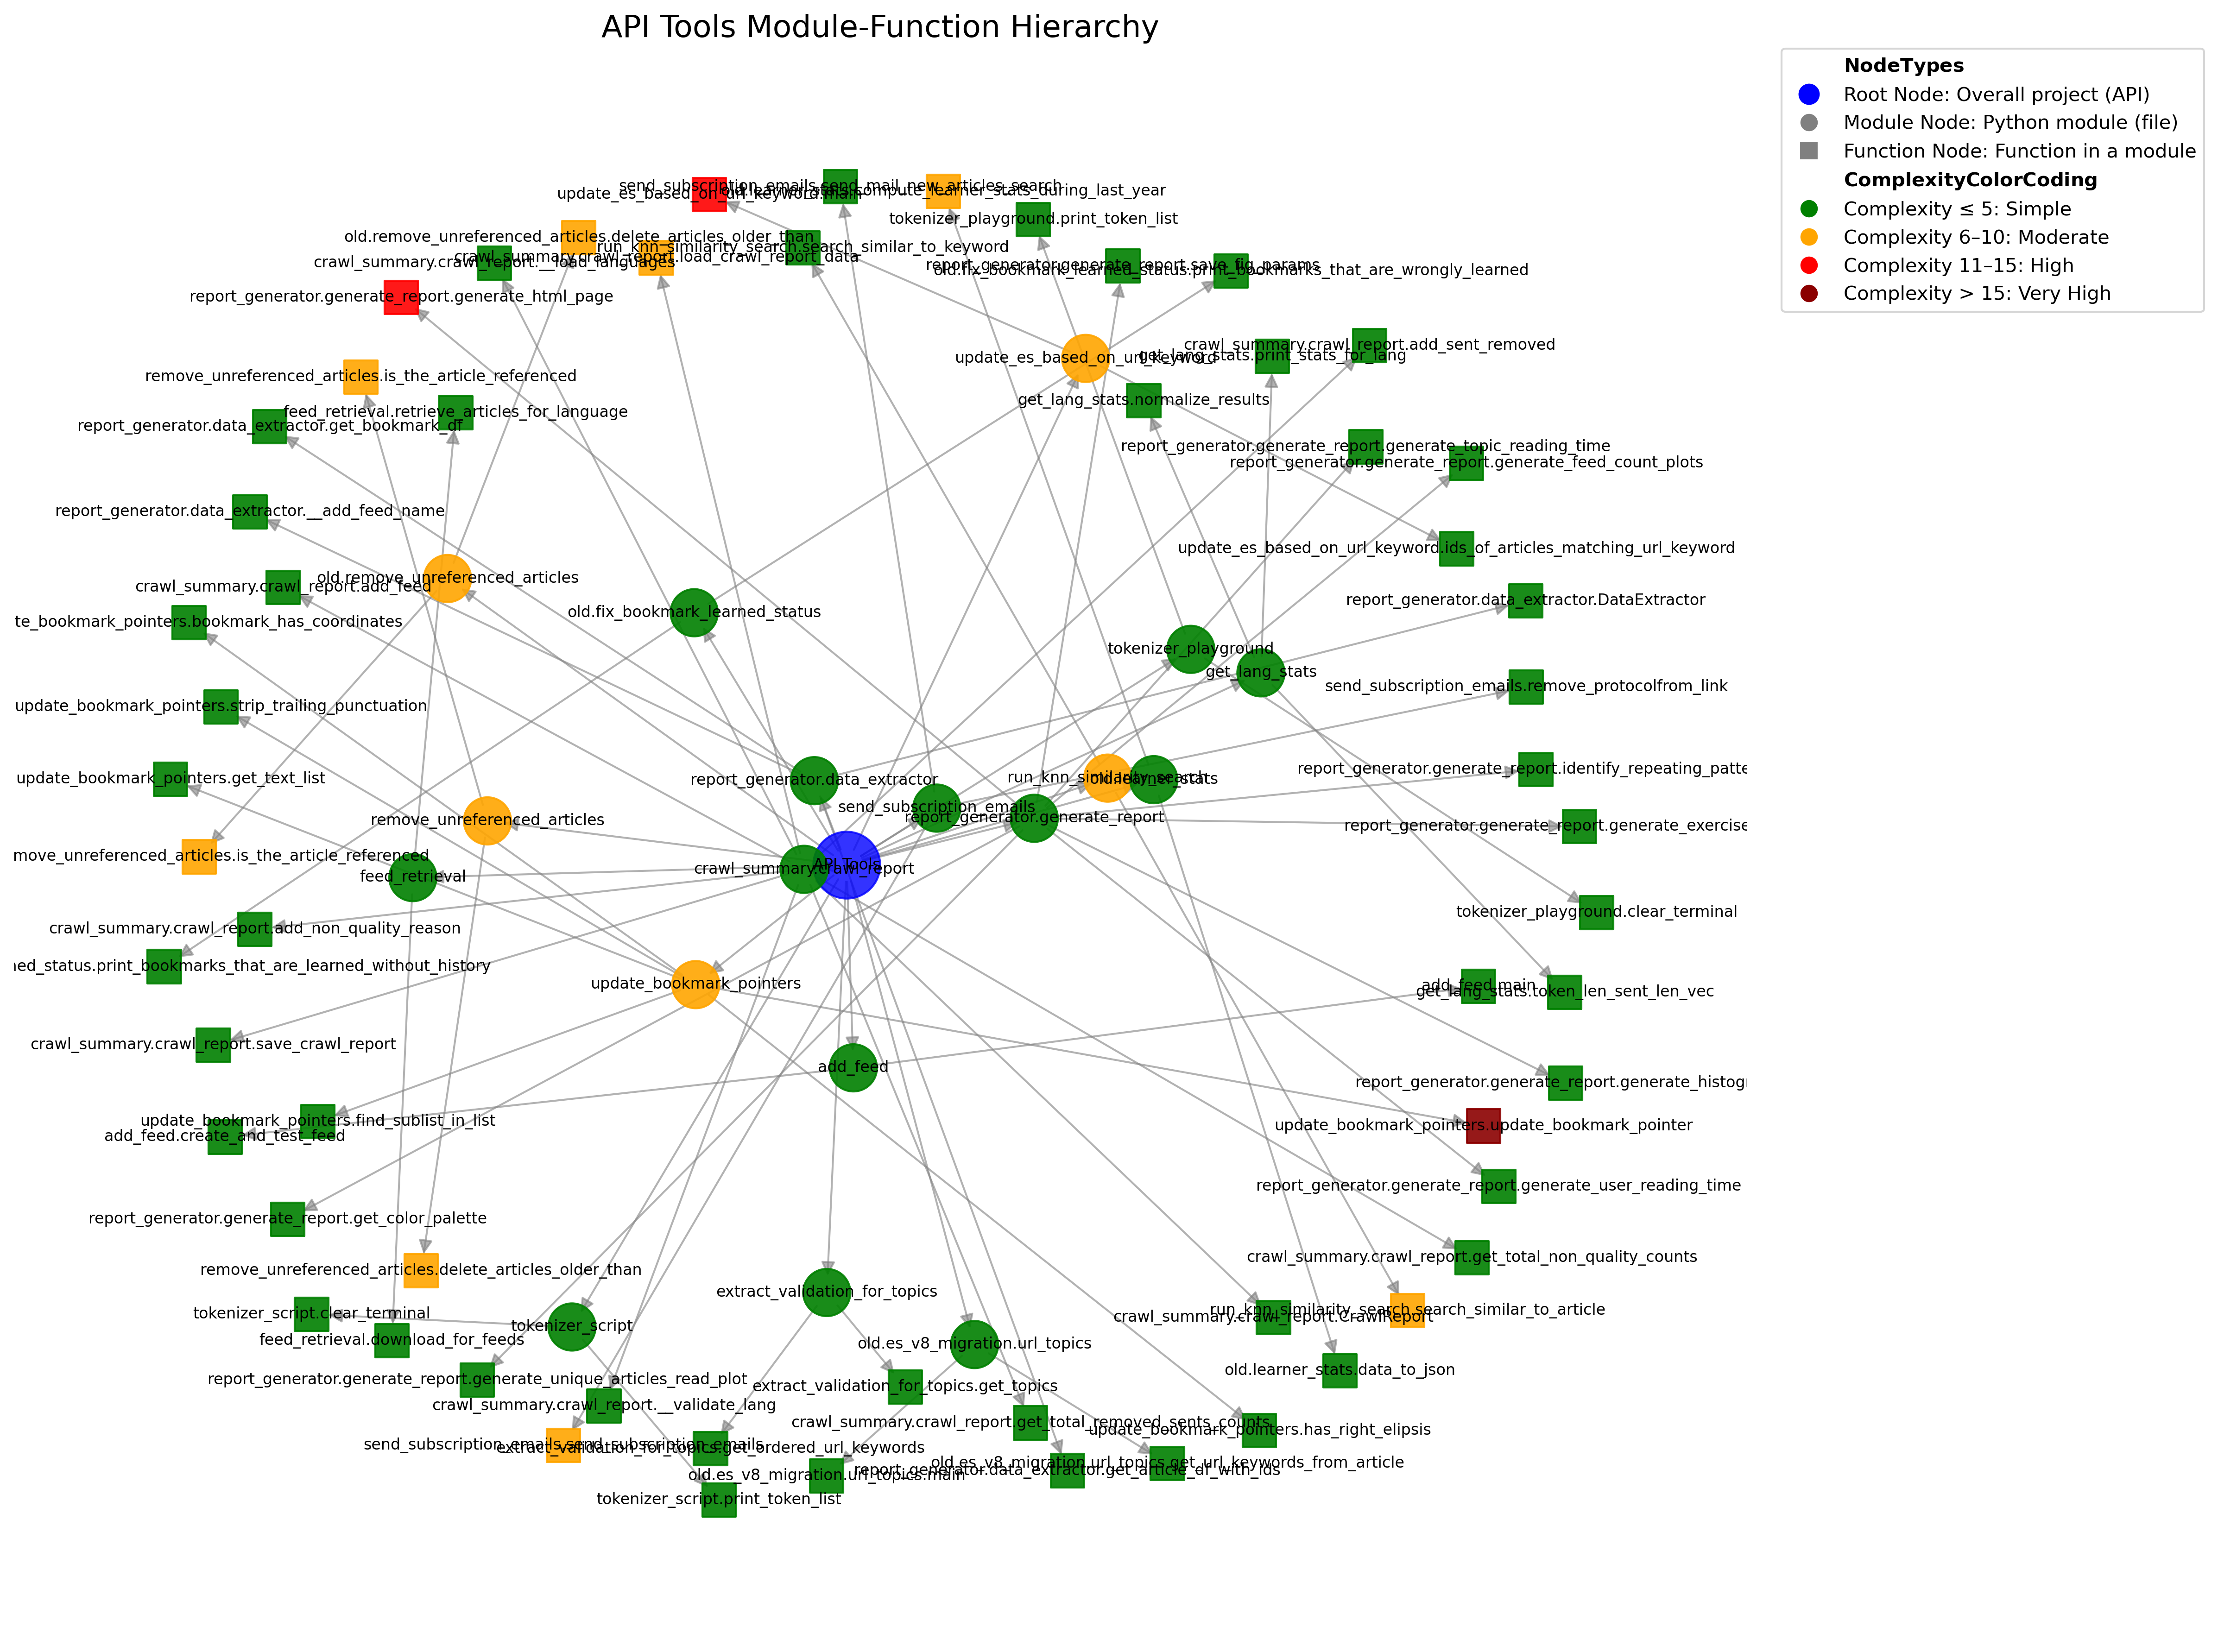 API Tools Module-Function Hierarchy
NodeTypes
Root Node: Overall project (API)
Module Node: Python module (file)
Function Node: Function in a module
ComplexityColorCoding
Complexity ≤ 5: Simple
Complexity 6–10: Moderate
Complexity 11–15: High
Complexity > 15: Very High
send_subscription_emails.send_mail_new_articles_search
old.learner_stats.compute_learner_stats_during_last_year
update_es_based_on_url_keyword.main
tokenizer_playground.print_token_list
old.remove_unreferenced_articles.delete_articles_older_than
run_knn_similarity_search.search_similar_to_keyword
crawl_summary.crawl_report.load_crawl_report_data
crawl_summary.crawl_report.__load_languages
report_generator.generate_report.save_fig_params
old.fix_bookmark_learned_status.print_bookmarks_that_are_wrongly_learned
report_generator.generate_report.generate_html_page
crawl_summary.crawl_report.add_sent_removed
update_es_based_on_url_keyword
get_lang_stats.print_stats_for_lang
remove_unreferenced_articles.is_the_article_referenced
get_lang_stats.normalize_results
feed_retrieval.retrieve_articles_for_language
report_generator.data_extractor.get_bookmark_df
report_generator.generate_report.generate_topic_reading_time
report_generator.generate_report.generate_feed_count_plots
report_generator.data_extractor.__add_feed_name
update_es_based_on_url_keyword.ids_of_articles_matching_url_keyword
old.remove_unreferenced_articles
crawl_summary.crawl_report.add_feed
report_generator.data_extractor.DataExtractor
old.fix_bookmark_learned_status
te_bookmark_pointers.bookmark_has_coordinates
tokenizer_playground
get_lang_stats
send_subscription_emails.remove_protocolfrom_link
update_bookmark_pointers.strip_trailing_punctuation
report_generator.generate_report.identify_repeating_patte
update_bookmark_pointers.get_text_list
report_generator.data_extractor
run_knn_similarity_search
old.learner_stats
send_subscription_emails
report_generator.generate_report
remove_unreferenced_articles
report_generator.generate_report.generate_exercise
move_unreferenced_articles.is_the_article_referenced
API Tools
crawl_summary.crawl_report
feed_retrieval
tokenizer_playground.clear_terminal
crawl_summary.crawl_report.add_non_quality_reason
ned_status.print_bookmarks_that_are_learned_without_history
update_bookmark_pointers
add_feed.main
get_lang_stats.token_len_sent_len_vec
crawl_summary.crawl_report.save_crawl_report
add_feed
report_generator.generate_report.generate_histog
update_bookmark_pointers.find_sublist_in_list
update_bookmark_pointers.update_bookmark_pointer
add_feed.create_and_test_feed
report_generator.generate_report.generate_user_reading_time
report_generator.generate_report.get_color_palette
crawl_summary.crawl_report.get_total_non_quality_counts
remove_unreferenced_articles.delete_articles_older_than
extract_validation_for_topics
tokenizer_script.clear_terminal
run_knn_similarity_search.search_similar_to_article
crawl_summary.crawl_report.CrawlReport
tokenizer_script
feed_retrieval.download_for_feeds
old.es_v8_migration.url_topics
old.learner_stats.data_to_json
report_generator.generate_report.generate_unique_articles_read_plot
extract_validation_for_topics.get_topics
crawl_summary.crawl_report.__validate_lang
crawl_summary.crawl_report.get_total_removed_sents_counts
update_bookmark_pointers.has_right_elipsis
send_subscription_emails.send_subscription_emails
extract_validation_for_topics.get_ordered_url_keywords
old.es_v8_migration.url_topics.get_url_keywords_from_article
report_generator.data_extractor.get_article_df_with_ids
old.es_v8_migration.url_topics.main
tokenizer_script.print_token_list